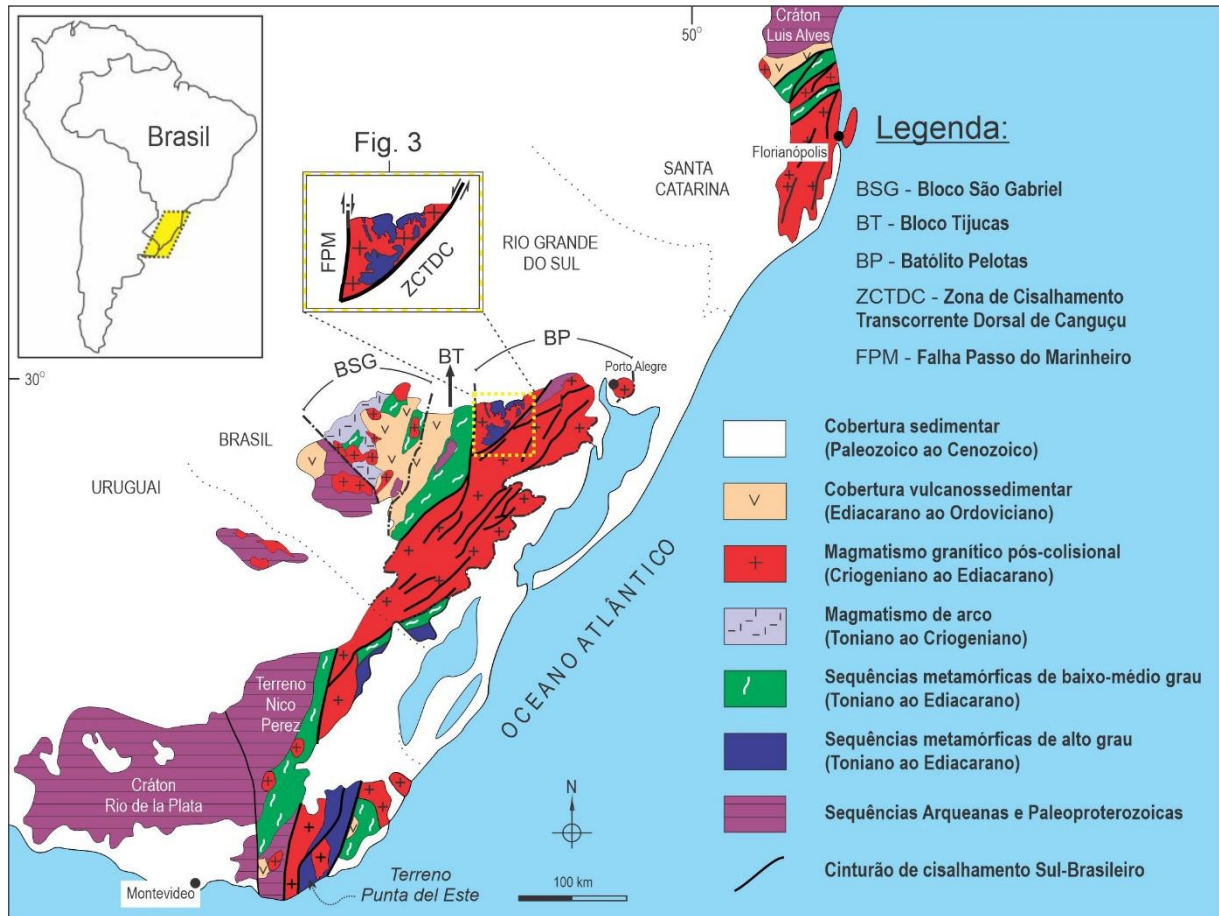 Brasil
50°
Cráton
Luis Alves
Florianópolis
SANTA
CATARINA
Fig. 3
FPM
ZCTDC
RIO GRANDE
DO SUL
BP
BT
BSG
Porto Alegre
30°
BRASIL
URUGUAI
OCEANO ATLÂNTICO
Terreno
Nico
Perez
Cráton
Rio de la Plata
Montevideo
Terreno
Punta del Este
N
100 km
Legenda:
BSG - Bloco São Gabriel
BT - Bloco Tijucas
BP - Batólito Pelotas
ZCTDC - Zona de Cisalhamento
Transcorrente Dorsal de Canguçu
FPM - Falha Passo do Marinheiro
Cobertura sedimentar
(Paleozoico ao Cenozoico)
Cobertura vulcanossedimentar
(Ediacarano ao Ordoviciano)
Magmatismo granítico pós-colisional
(Criogeniano ao Ediacarano)
Magmatismo de arco
(Toniano ao Criogeniano)
Sequências metamórficas de baixo-médio grau
(Toniano ao Ediacarano)
Sequências metamórficas de alto grau
(Toniano ao Ediacarano)
Sequências Arqueanas e Paleoproterozoicas
Cinturão de cisalhamento Sul-Brasileiro